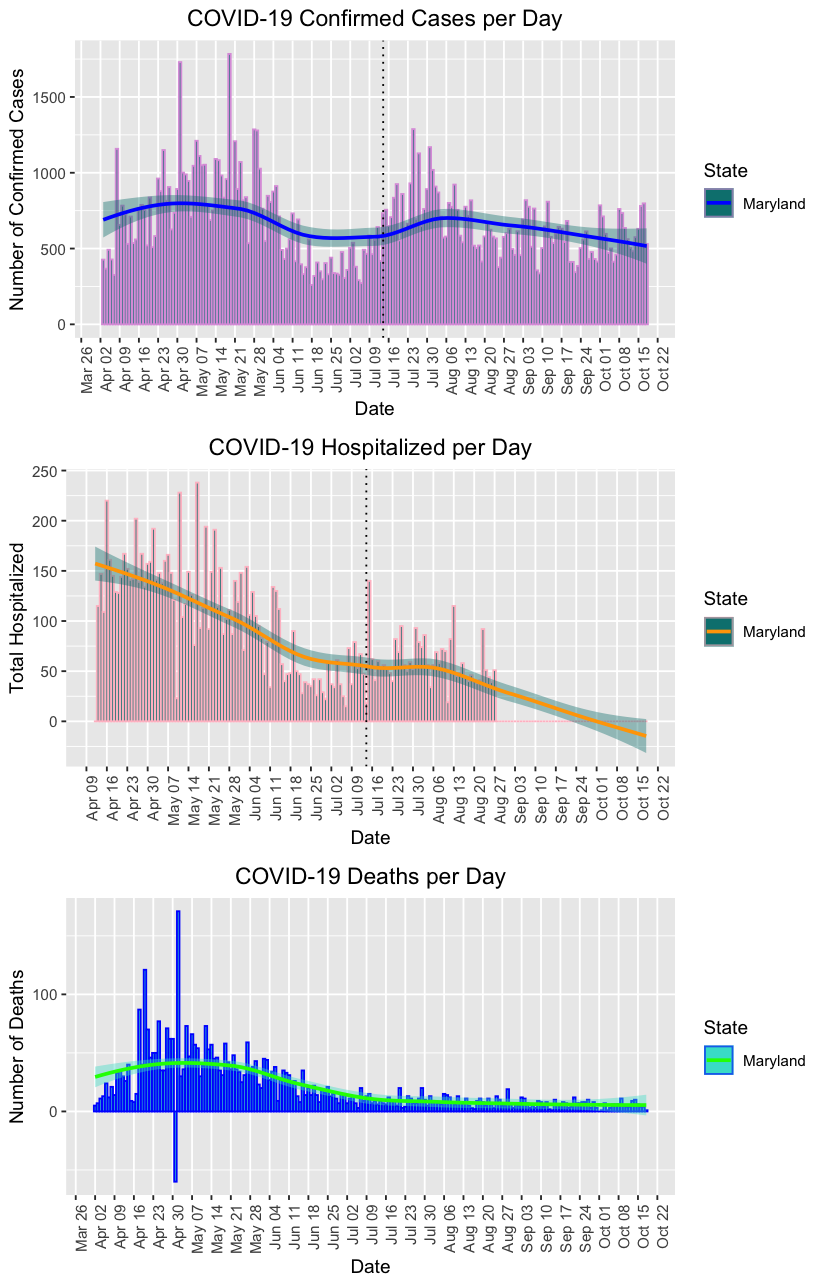 COVID-19 Confirmed Cases per Day
Number of Confirmed Cases
1500
1000
500
0
Mar 26
Apr 02
Apr 09
Apr 16
Apr 23
Apr 30
May 07
May 14
May 21
May 28
Jun 04
Jun 11
Jun 18
Jun 25
Jul 02
Jul 09
Jul 16
Jul 23
Jul 30
Aug 06
Aug 13
Aug 20
Aug 27
Sep 03
Sep 10
Sep 17
Sep 24
Oct 01
Oct 08
Oct 15
Oct 22
Date
State
Maryland
COVID-19 Hospitalized per Day
Total Hospitalized
250
200
150
100
50
0
Apr 09
Apr 16
Apr 23
Apr 30
May 07
May 14
May 21
May 28
Jun 04
Jun 11
Jun 18
Jun 25
Jul 02
Jul 09
Jul 16
Jul 23
Jul 30
Aug 06
Aug 13
Aug 20
Aug 27
Sep 03
Sep 10
Sep 17
Sep 24
Oct 01
Oct 08
Oct 15
Oct 22
Date
State
Maryland
COVID-19 Deaths per Day
Number of Deaths
100
0
Mar 26
Apr 02
Apr 09
Apr 16
Apr 23
Apr 30
May 07
May 14
May 21
May 28
Jun 04
Jun 11
Jun 18
Jun 25
Jul 02
Jul 09
Jul 16
Jul 23
Jul 30
Aug 06
Aug 13
Aug 20
Aug 27
Sep 03
Sep 10
Sep 17
Sep 24
Oct 01
Oct 08
Oct 15
Oct 22
Date
State
Maryland